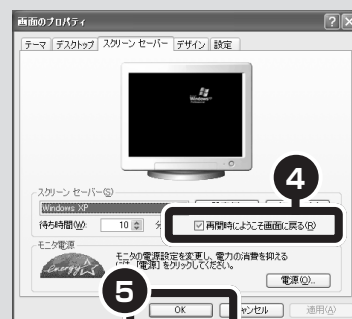 画面のプロパティ
テーマ デスクトップ スクリーン セーバー デザイン 設定
Windows
スクリーン セーバー(S)
Windows XP
4
待ち時間(W): 10
再開時にようこそ画面に戻る(R)
モニタ電源
モニタの電源設定を変更し、電力の消費を抑える
[電源] をクリックしてください。
energy
電源(O)...
5
OK
ンセル
適用(A)